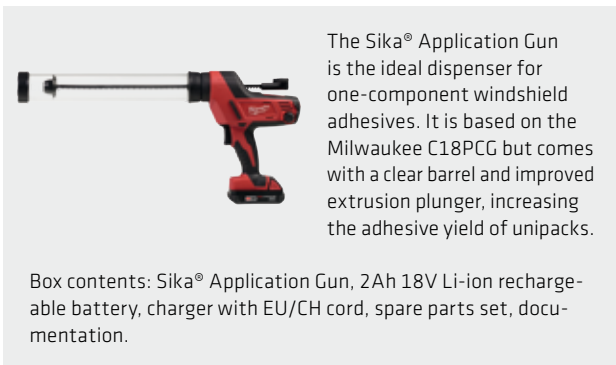 The Sika® Application Gun
is the ideal dispenser for
one-component windshield
adhesives. It is based on the
Milwaukee C18PCG but comes
with a clear barrel and improved
extrusion plunger, increasing
the adhesive yield of unipacks.
Milwaukee
Box contents: Sika® Application Gun, 2Ah 18V Li-ion recharge-
able battery, charger with EU/CH cord, spare parts set, docu-
mentation.